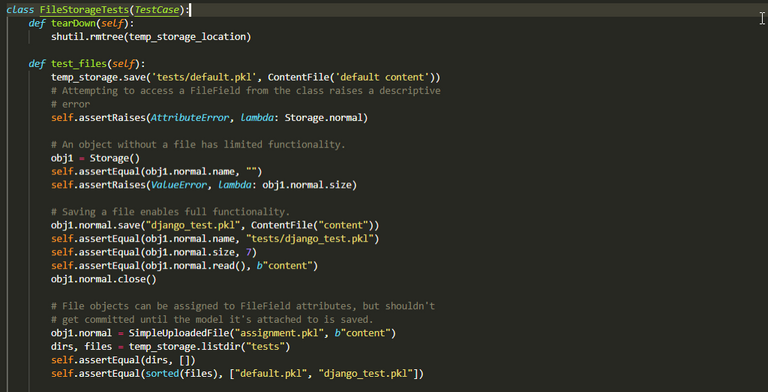 class FileStorageTests(TestCase):
    def tearDown(self):
        shutil.rmtree(temp_storage_location)

    def test_files(self):
        temp_storage.save('tests/default.pkl', ContentFile('default content'))
        # Attempting to access a FileField from the class raises a descriptive
        # error
        self.assertRaises(AttributeError, lambda: Storage.normal)

        # An object without a file has limited functionality.
        obj1 = Storage()
        self.assertEqual(obj1.normal.name, "")
        self.assertRaises(ValueError, lambda: obj1.normal.size)

        # Saving a file enables full functionality.
        obj1.normal.save("django_test.pkl", ContentFile("content"))
        self.assertEqual(obj1.normal.name, "tests/django_test.pkl")
        self.assertEqual(obj1.normal.size, 7)
        self.assertEqual(obj1.normal.read(), b"content")
        obj1.normal.close()

        # File objects can be assigned to FileField attributes, but shouldn't
        # get committed until the model it's attached to is saved.
        obj1.normal = SimpleUploadedFile("assignment.pkl", b"content")
        dirs, files = temp_storage.listdir("tests")
        self.assertEqual(dirs, [])
        self.assertEqual(sorted(files), ["default.pkl", "django_test.pkl"])